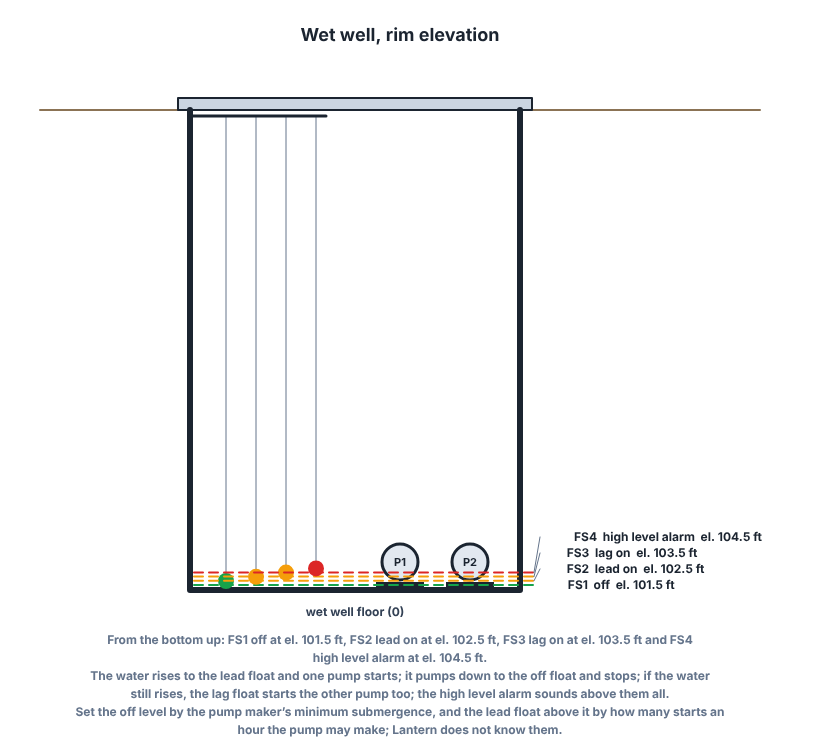 Wet well, rim elevation
P1
P2
FS4 high level alarm el. 104.5 ft
FS3 lag on el. 103.5 ft
FS2 lead on el. 102.5 ft
FS1 off el. 101.5 ft
wet well floor (0)
From the bottom up: FS1 off at el. 101.5 ft, FS2 lead on at el. 102.5 ft, FS3 lag on at el. 103.5 ft and FS4
high level alarm at el. 104.5 ft.
The water rises to the lead float and one pump starts; it pumps down to the off float and stops; if the water
still rises, the lag float starts the other pump too; the high level alarm sounds above them all.
Set the off level by the pump maker’s minimum submergence, and the lead float above it by how many starts an
hour the pump may make; Lantern does not know them.